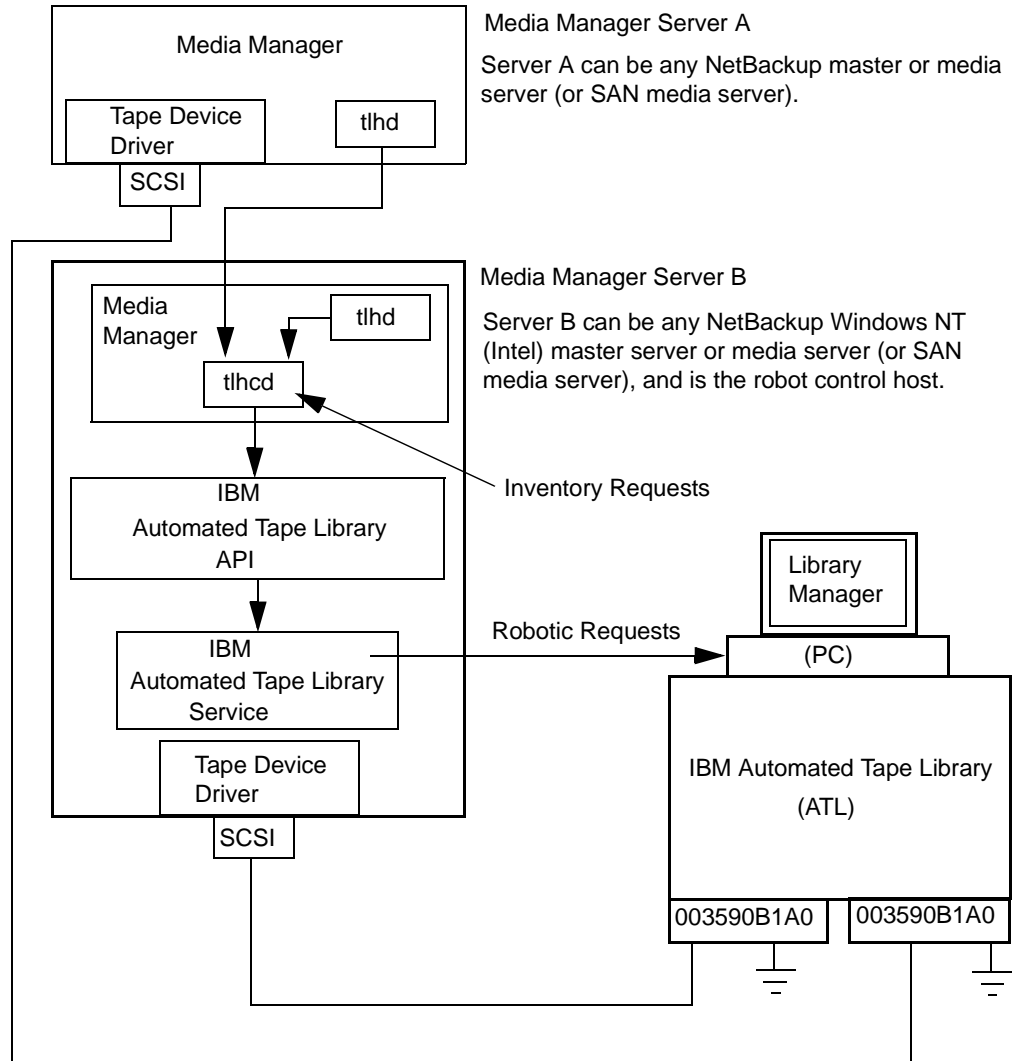 Media Manager
Tape Device
Driver
tlhd
SCSI
Media Manager Server A
Server A can be any NetBackup master or media
server (or SAN media server).
Media
Manager
tlhd
tlhcd
Media Manager Server B
Server B can be any NetBackup Windows NT
(Intel) master server or media server (or SAN
media server), and is the robot control host.
Inventory Requests
IBM
Automated Tape Library
API
IBM
Automated Tape Library
Service
Robotic Requests
Library
Manager
(PC)
Tape Device
Driver
SCSI
IBM Automated Tape Library
(ATL)
003590B1A0
003590B1A0